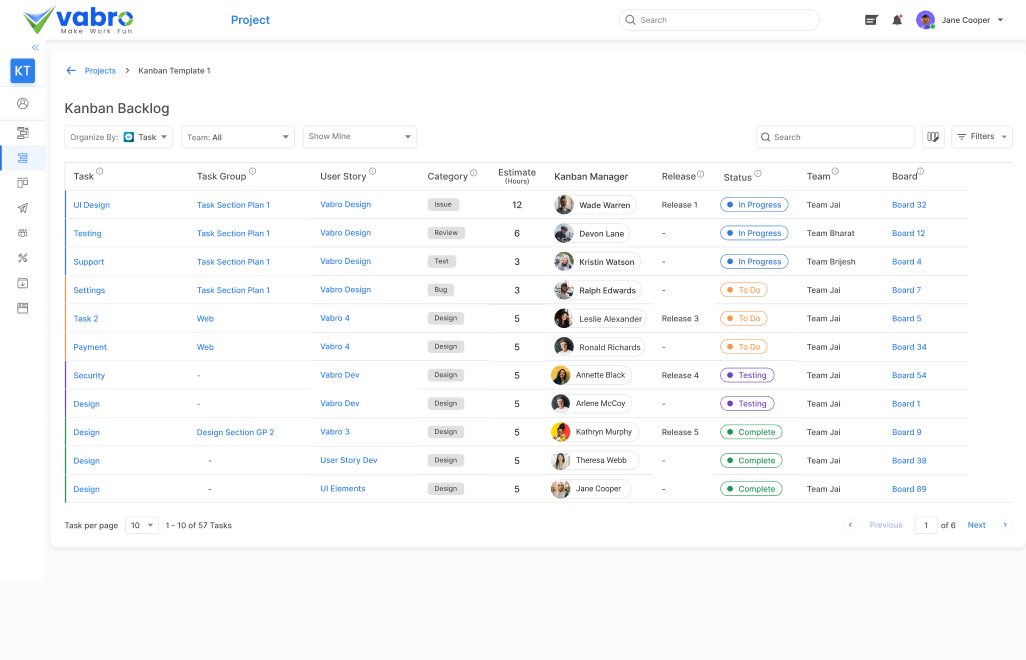 vabro
Make Work Fun
Project
Search
Jane Cooper
KT
Projects > Kanban Template 1
Kanban Backlog
Organize By: Task
Team: All
Show Mine
Search
Filters
Task Task Group User Story Category Estimate (Hours) Kanban Manager Release Status Team Board
UI Design Task Section Plan 1 Vabro Design Issue 12 Wade Warren Release 1 In Progress Team Jai Board 32
Testing Task Section Plan 1 Vabro Design Review 6 Devon Lane - In Progress Team Bharat Board 12
Support Task Section Plan 1 Vabro Design Test 3 Kristin Watson - In Progress Team Brijesh Board 4
Settings Task Section Plan 1 Vabro Design Bug 3 Ralph Edwards - To Do Team Jai Board 7
Task 2 Web Vabro 4 Design 5 Leslie Alexander Release 3 To Do Team Jai Board 5
Payment Web Vabro 4 Design 5 Ronald Richards - To Do Team Jai Board 34
Security - Vabro Dev Design 5 Annette Black Release 4 Testing Team Jai Board 54
Design - Vabro Dev Design 5 Arlene McCoy - Testing Team Jai Board 1
Design Design Section GP 2 Vabro 3 Design 5 Kathryn Murphy Release 5 Complete Team Jai Board 9
Design - User Story Dev Design 5 Theresa Webb - Complete Team Jai Board 38
Design - UI Elements Design 5 Jane Cooper - Complete Team Jai Board 89
Task per page 10 1 - 10 of 57 Tasks
< Previous 1 of 6 Next >